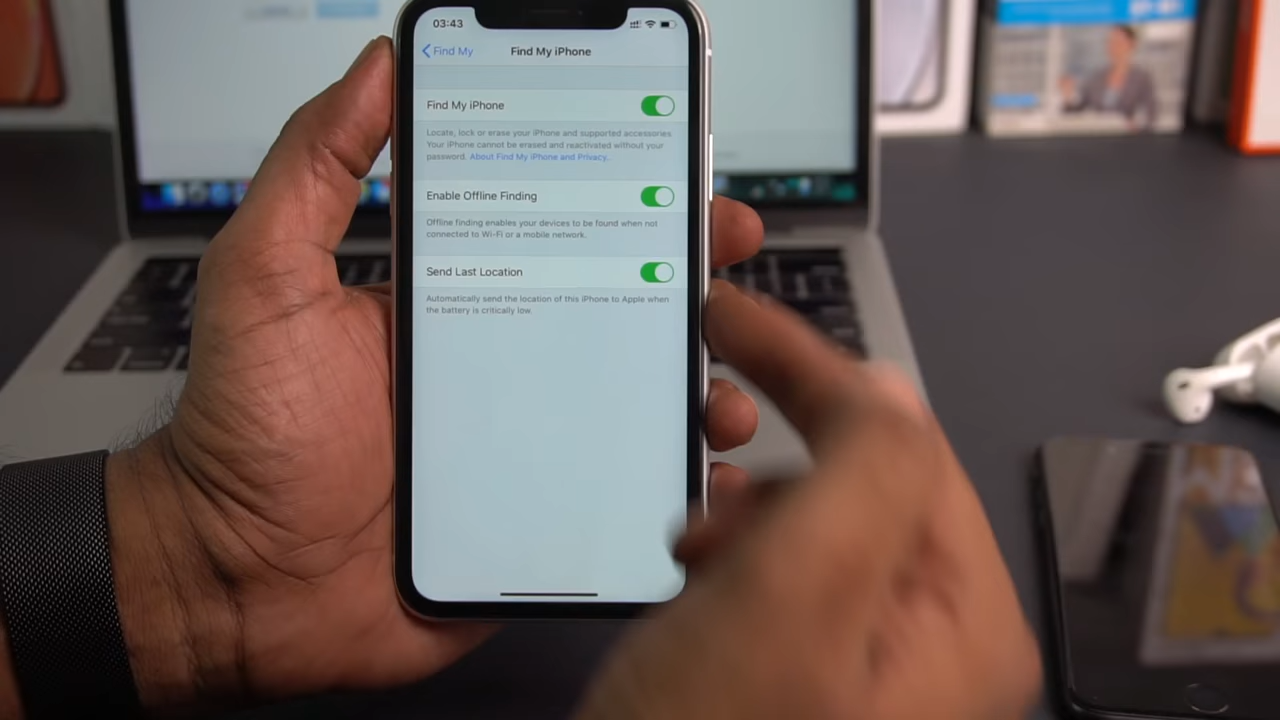 03:43
Find My
Find My iPhone
Find My iPhone
Locate, lock or erase your iPhone and supported accessories
Your iPhone cannot be erased and reactivated without your
password. About Find My iPhone and Privacy..
Enable Offline Finding
Offline finding enables your devices to be found when not
connected to Wi-Fi or a mobile network.
Send Last Location
Automatically send the location of this iPhone to Apple when
the battery is critically low.